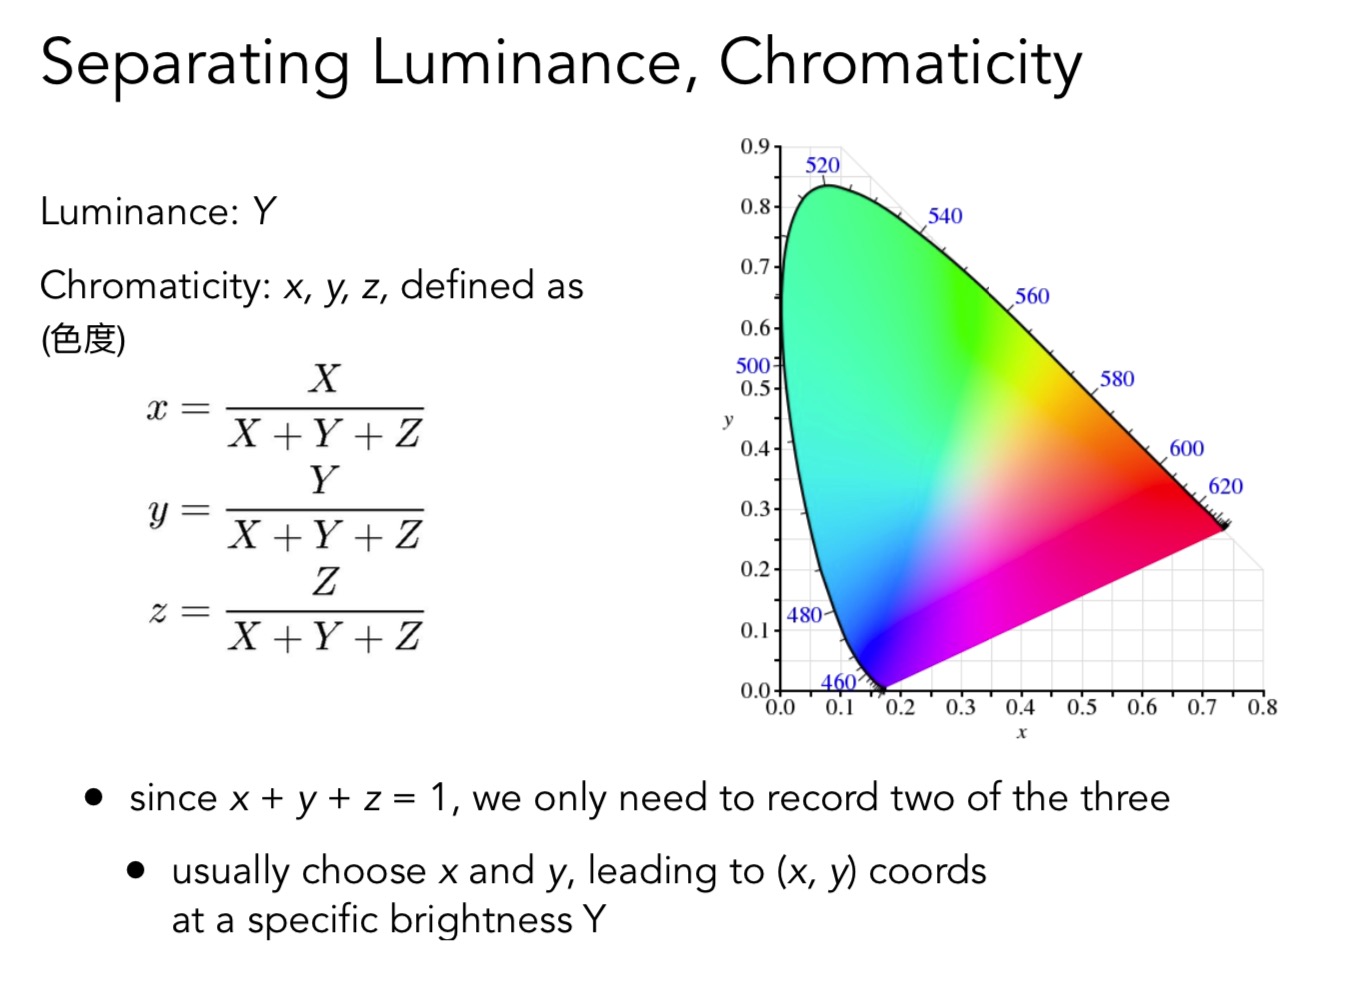 Separating Luminance, Chromaticity
Luminance: Y
Chromaticity: x, y, z, defined as
(色度)
x = X / (X + Y + Z)
y = Y / (X + Y + Z)
z = Z / (X + Y + Z)
0.9
520
0.8
540
0.7
560
0.6
500
580
0.5
y
0.4
600
620
0.3
0.2
480
0.1
460
0.0
0.0 0.1 0.2 0.3 0.4 0.5 0.6 0.7 0.8
x
• since x + y + z = 1, we only need to record two of the three
• usually choose x and y, leading to (x, y) coords
at a specific brightness Y